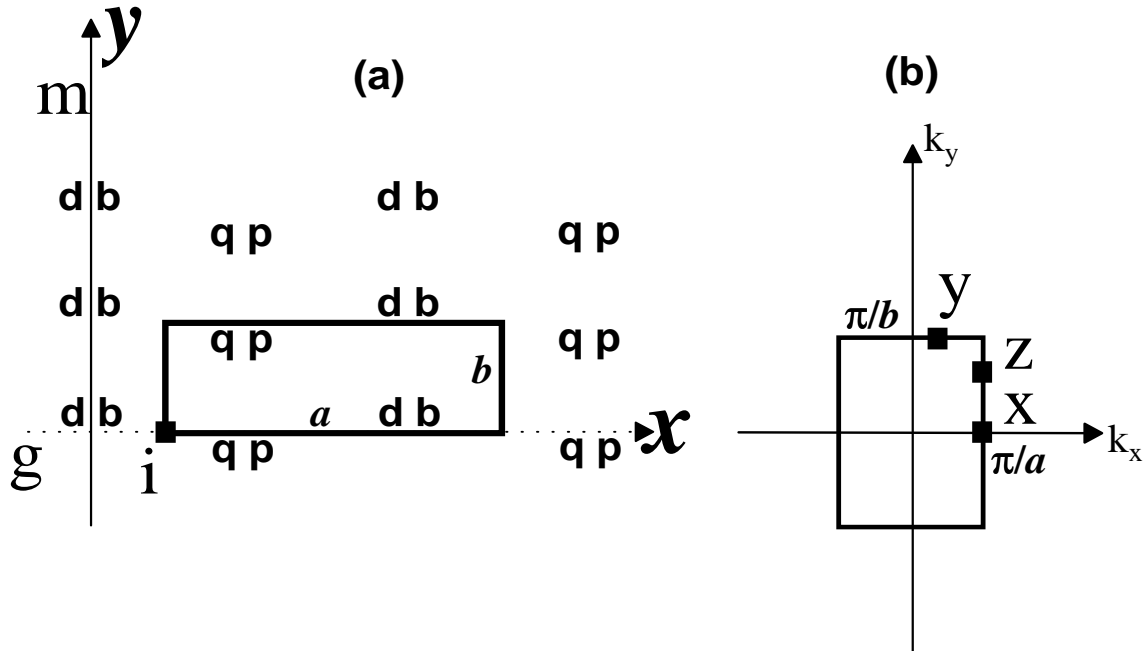 y
(a)
(b)
m
k_y
d b d b
q p q p
y
π/b
d b d b
q p q p
b
z
x
d b a d b
x
g i
q p q p
π/a
k_x